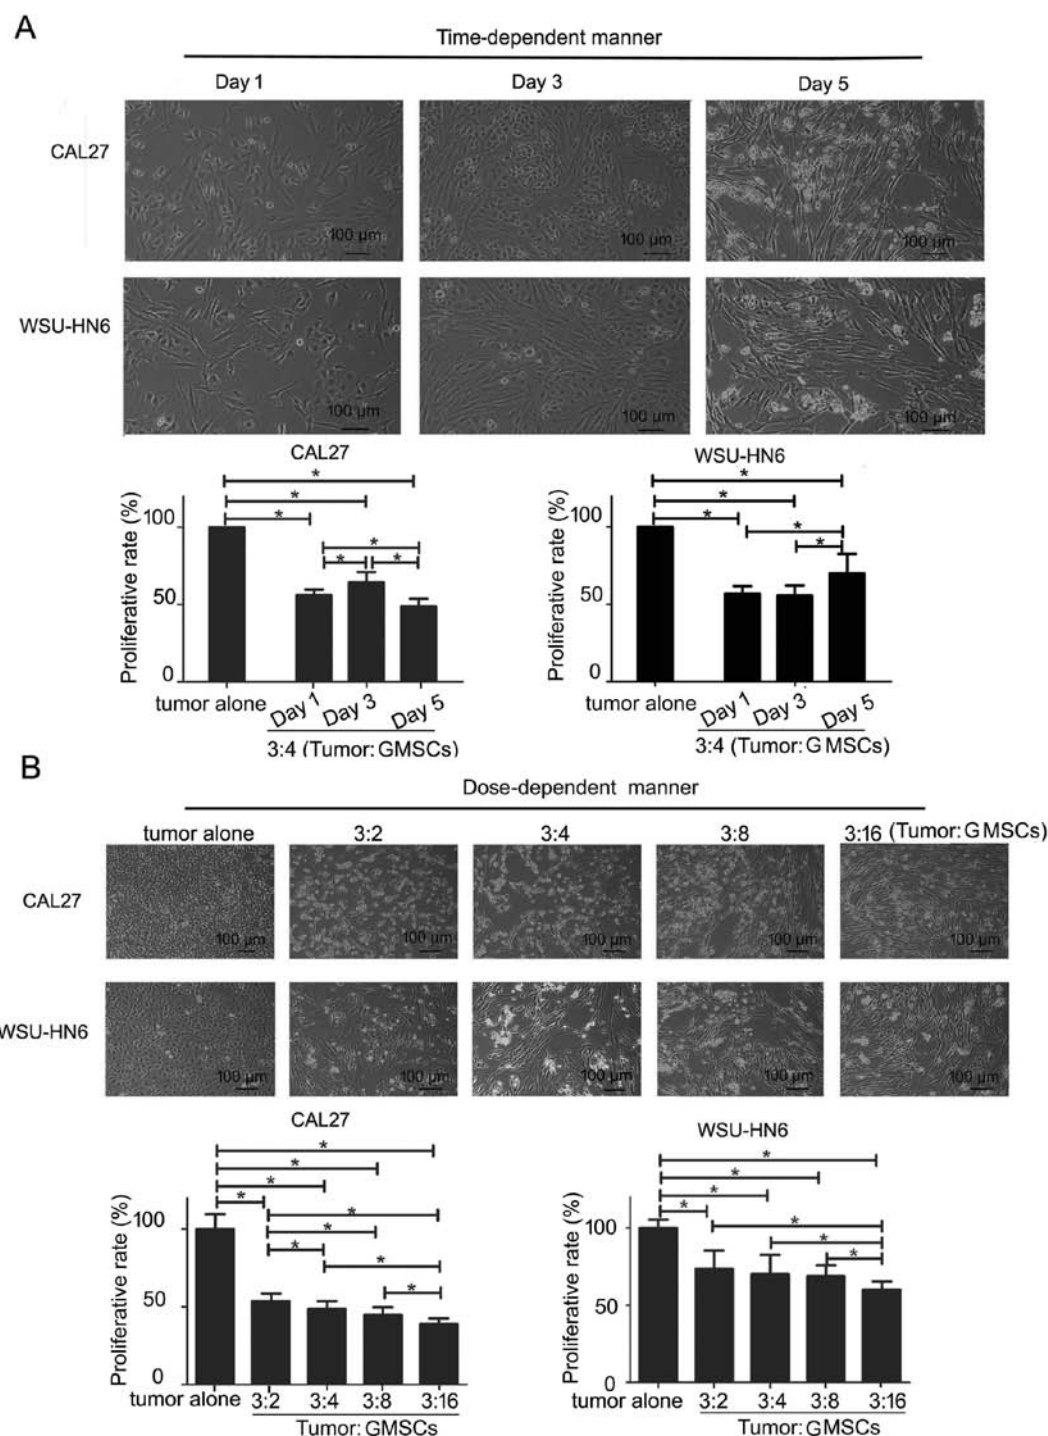 A
Time-dependent manner
Day 1 Day 3 Day 5
CAL27
100 µm 100 µm 100 µm
WSU-HN6
100 µm 100 µm 100 µm
CAL27
Proliferative rate (%)
100
50
0
* * * * * *
tumor alone Day 1 Day 3 Day 5
3:4 (Tumor: GMSCs)
WSU-HN6
Proliferative rate (%)
100
50
0
* * * * *
tumor alone Day 1 Day 3 Day 5
3:4 (Tumor: GMSCs)
B
Dose-dependent manner
tumor alone 3:2 3:4 3:8 3:16 (Tumor: GMSCs)
CAL27
100 µm 100 µm 100 µm 100 µm 100 µm
WSU-HN6
100 µm 100 µm 100 µm 100 µm 100 µm
CAL27
Proliferative rate (%)
100
50
0
* * * * * * * * *
tumor alone 3:2 3:4 3:8 3:16
Tumor: GMSCs
WSU-HN6
Proliferative rate (%)
100
50
0
* * * * * * *
tumor alone 3:2 3:4 3:8 3:16
Tumor: GMSCs